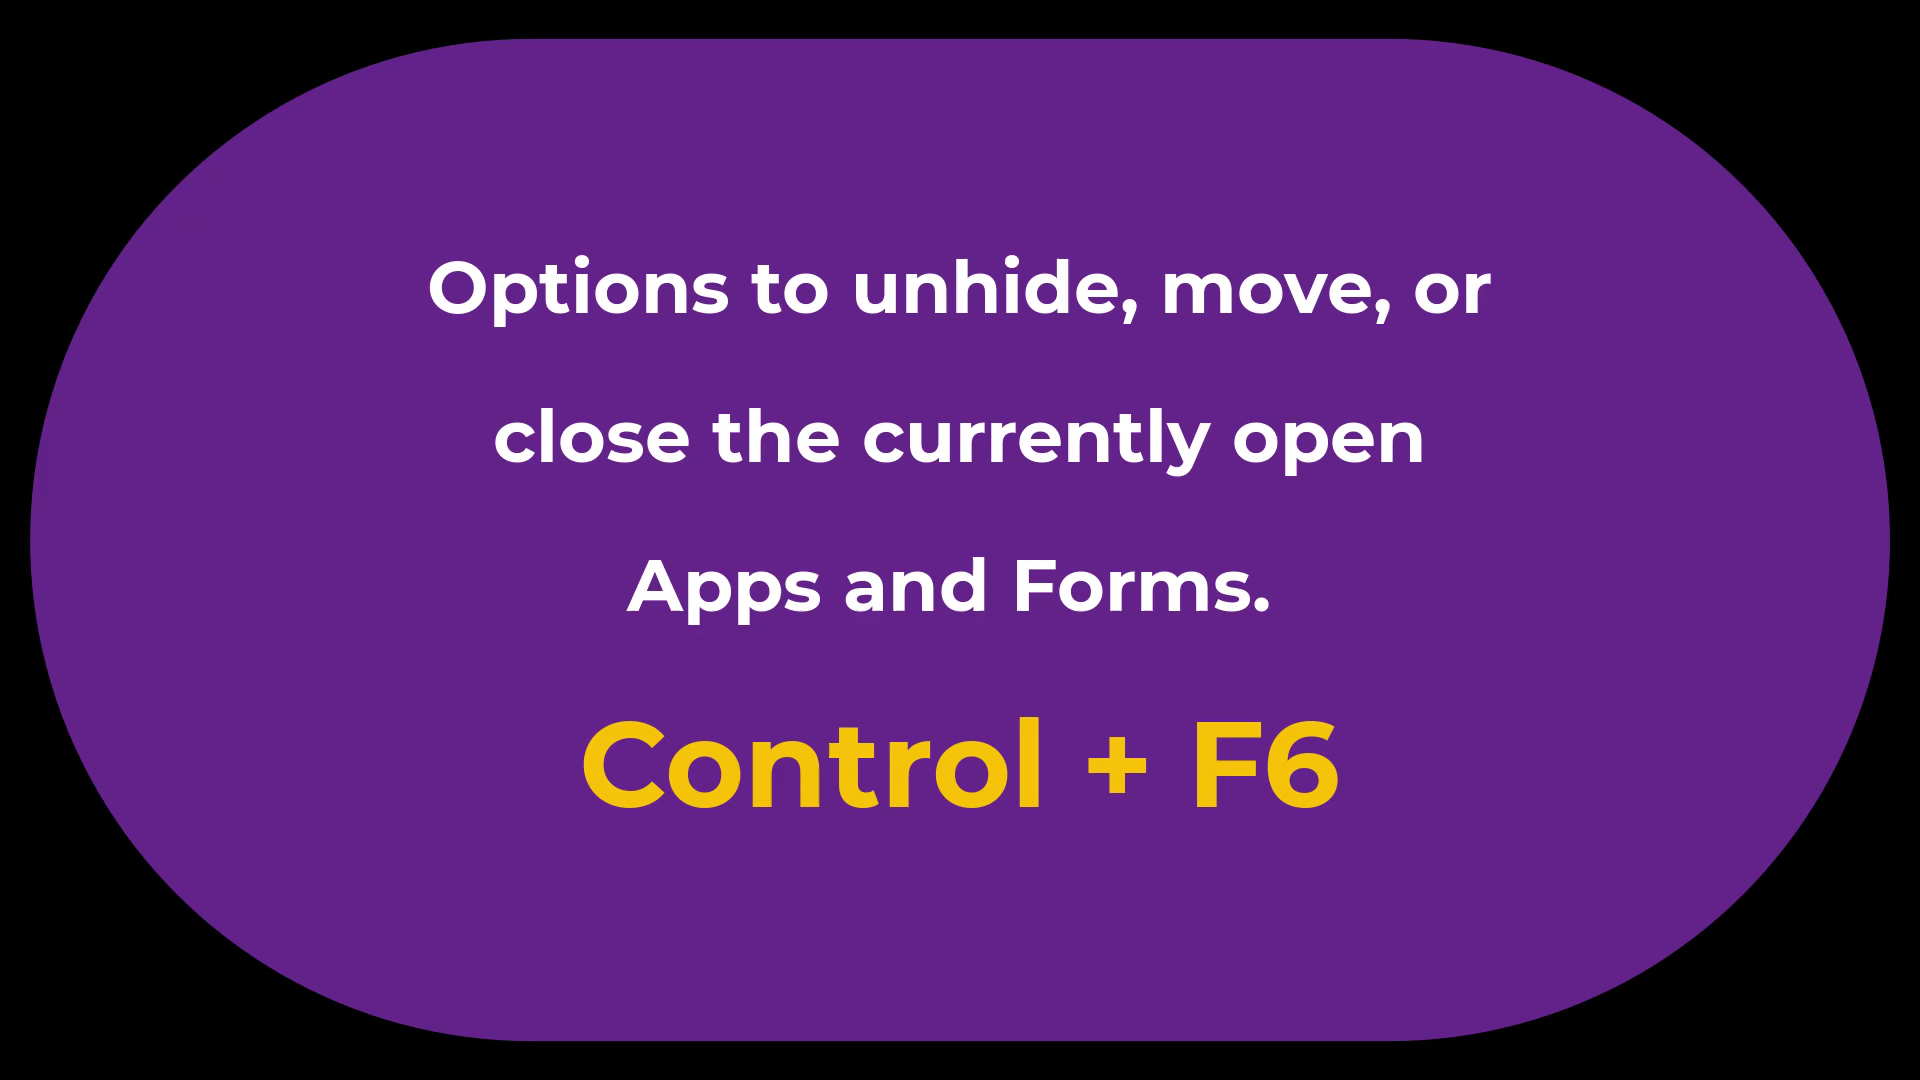 Options to unhide, move, or
close the currently open
Apps and Forms.
Control + F6